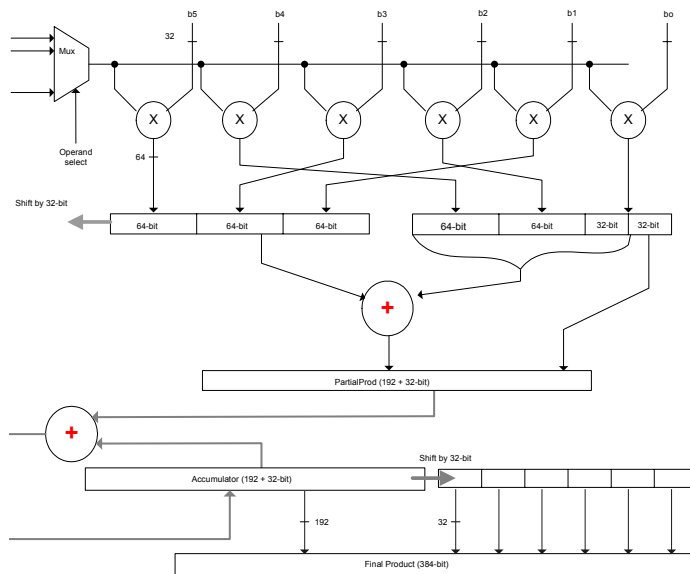 b5 b4 b3 b2 b1 bo
32
Mux
X X X X X X
Operand
select
64
Shift by 32-bit
64-bit 64-bit 64-bit 64-bit 64-bit 32-bit 32-bit
+
PartialProd (192 + 32-bit)
+
Shift by 32-bit
Accumulator (192 + 32-bit)
192 32
Final Product (384-bit)